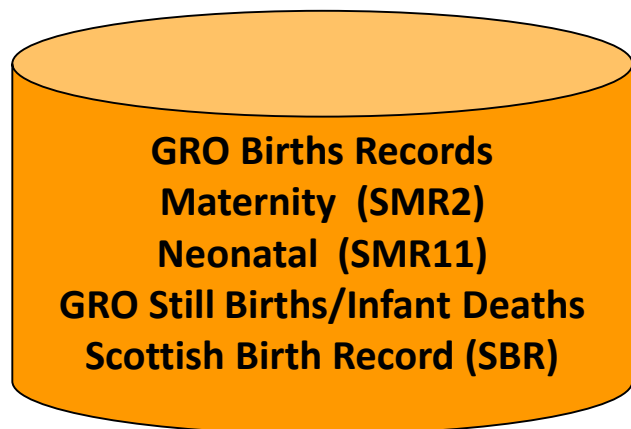 GRO Births Records
Maternity (SMR2)
Neonatal (SMR11)
GRO Still Births/Infant Deaths
Scottish Birth Record (SBR)